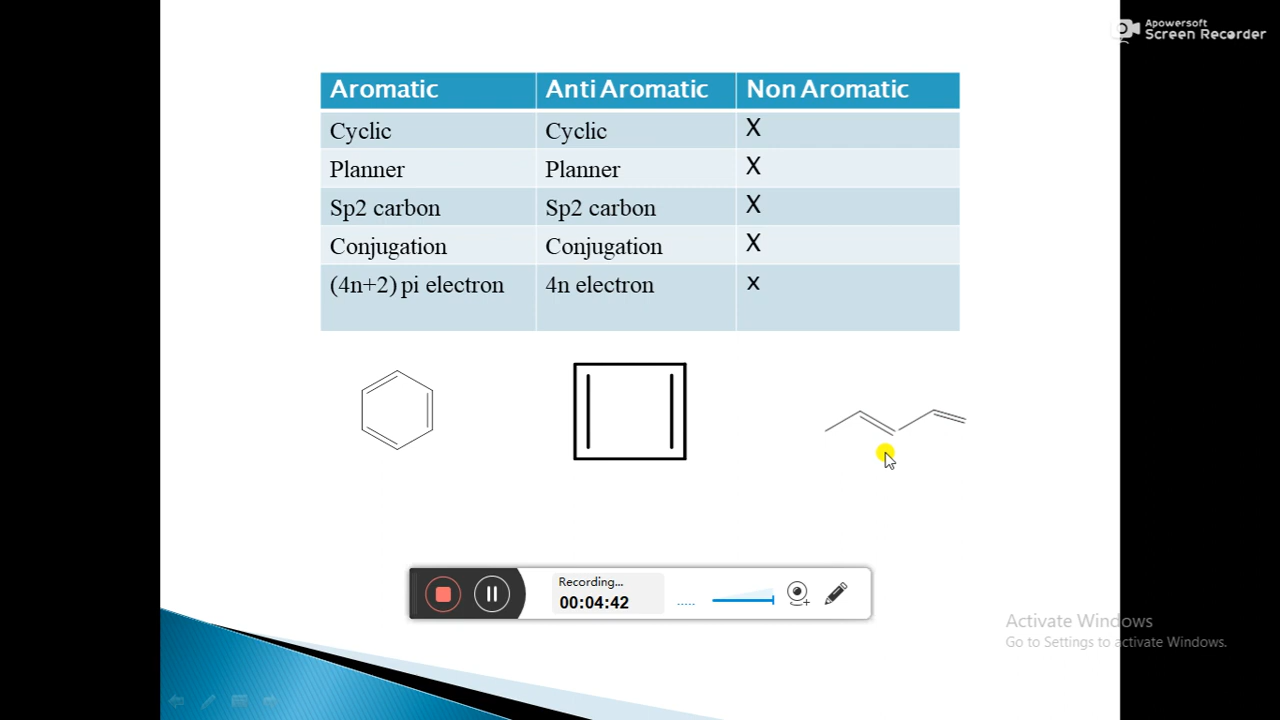 Apowersoft
Screen Recorder
Aromatic Anti Aromatic Non Aromatic
Cyclic Cyclic X
Planner Planner X
Sp2 carbon Sp2 carbon X
Conjugation Conjugation X
(4n+2) pi electron 4n electron x
Recording...
00:04:42
Activate Windows
Go to Settings to activate Windows.